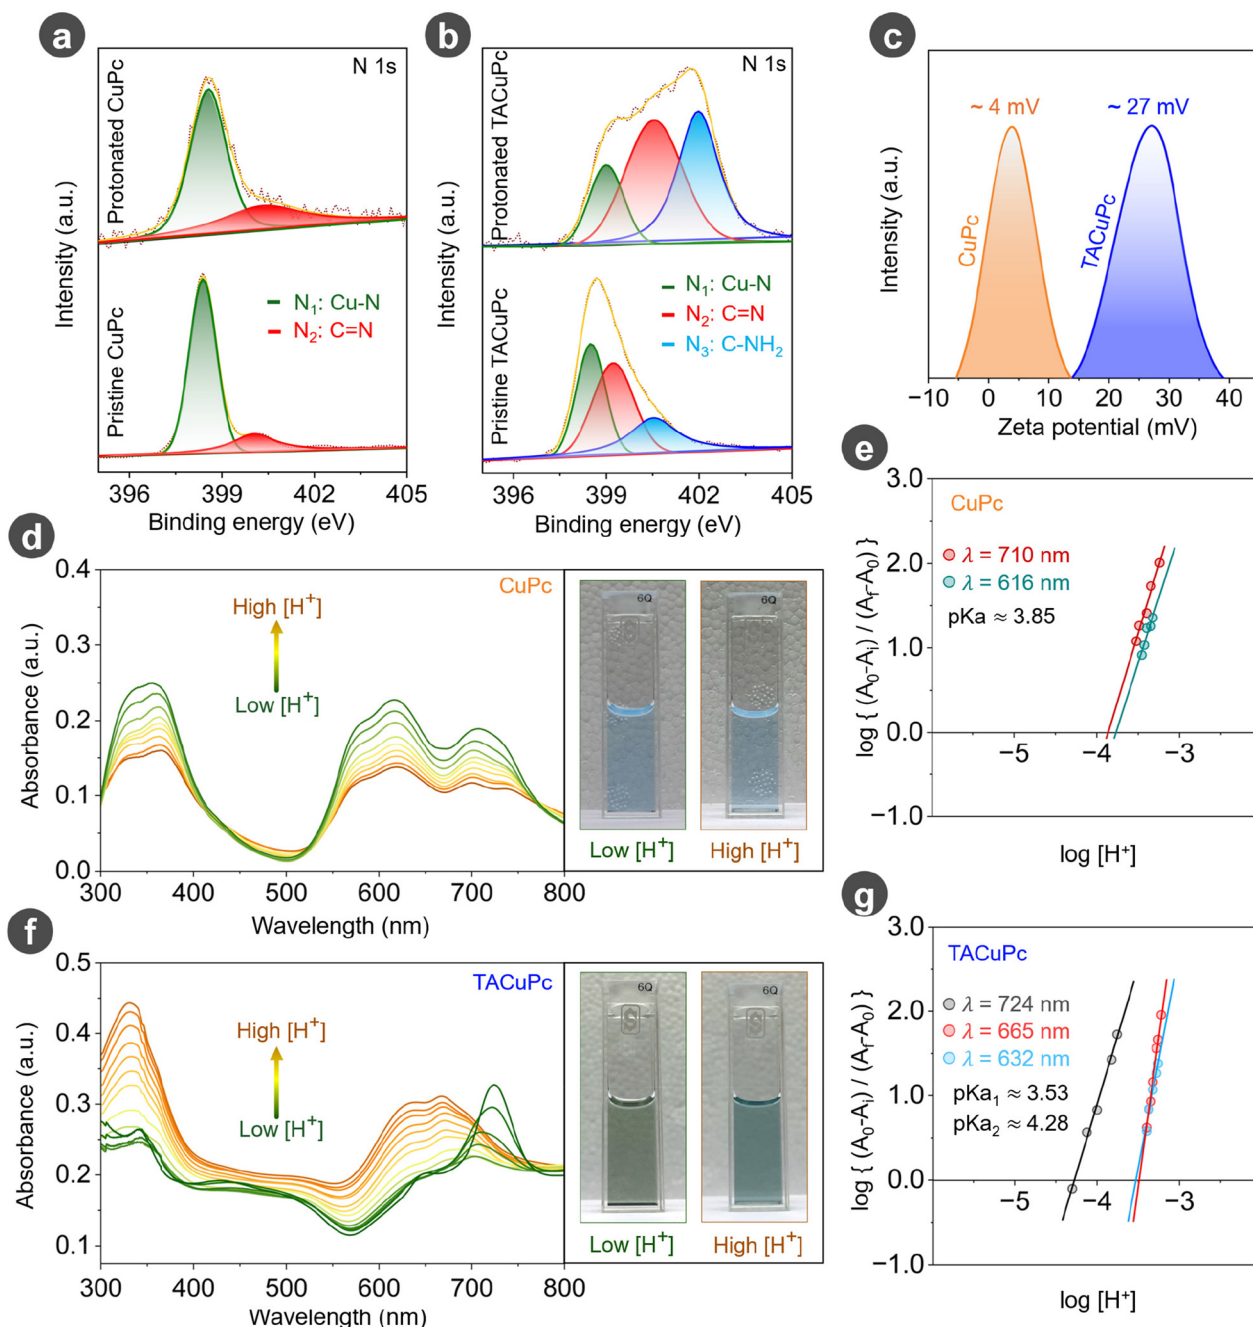 a
Intensity (a.u.)
Protonated CuPc
Pristine CuPc
N 1s
N₁: Cu-N
N₂: C=N
396 399 402 405
Binding energy (eV)
b
Intensity (a.u.)
Protonated TACuPc
Pristine TACuPc
N 1s
N₁: Cu-N
N₂: C=N
N₃: C-NH₂
396 399 402 405
Binding energy (eV)
c
Intensity (a.u.)
~ 4 mV
~ 27 mV
CuPc
TACuPc
−10 0 10 20 30 40
Zeta potential (mV)
d
Absorbance (a.u.)
0.4
0.3
0.2
0.1
0.0
CuPc
High [H⁺]
Low [H⁺]
300 400 500 600 700 800
Wavelength (nm)
6Q
6Q
Low [H⁺]
High [H⁺]
e
log { (A₀-Aᵢ) / (A_f-A₀) }
3.0
2.0
1.0
0.0
−1.0
CuPc
λ = 710 nm
λ = 616 nm
pKa ≈ 3.85
−5 −4 −3
log [H⁺]
f
Absorbance (a.u.)
0.5
0.4
0.3
0.2
0.1
TACuPc
High [H⁺]
Low [H⁺]
300 400 500 600 700 800
Wavelength (nm)
6Q
S
6Q
S
Low [H⁺]
High [H⁺]
g
log { (A₀-Aᵢ) / (A_f-A₀) }
3.0
2.0
1.0
0.0
−1.0
TACuPc
λ = 724 nm
λ = 665 nm
λ = 632 nm
pKa₁ ≈ 3.53
pKa₂ ≈ 4.28
−5 −4 −3
log [H⁺]